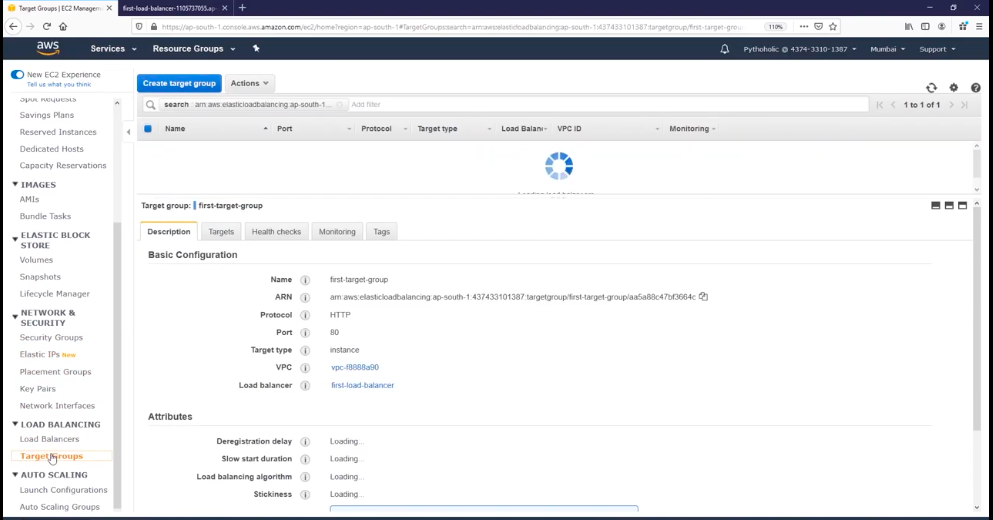 Target Groups | EC2 Manageme
first-load-balancer-1105737055.ap
https://ap-south-1.console.aws.amazon.com/ec2/home?region=ap-south-1#TargetGroups:search=arn:aws:elasticloadbalancing:ap-south-1:437433101387:targetgroup/first-target-grou
110%
aws
Services
Resource Groups
Pythoholic @ 4374-3310-1387
Mumbai
Support
New EC2 Experience
Tell us what you think
Spot Requests
Savings Plans
Reserved Instances
Dedicated Hosts
Capacity Reservations
IMAGES
AMIs
Bundle Tasks
ELASTIC BLOCK
STORE
Volumes
Snapshots
Lifecycle Manager
NETWORK &
SECURITY
Security Groups
Elastic IPs New
Placement Groups
Key Pairs
Network Interfaces
LOAD BALANCING
Load Balancers
Target Groups
AUTO SCALING
Launch Configurations
Auto Scaling Groups
Create target group
Actions
search : arn:aws:elasticloadbalancing:ap-south-1...
Add filter
1 to 1 of 1
Name Port Protocol Target type Load Balan VPC ID Monitoring
Target group: first-target-group
Description Targets Health checks Monitoring Tags
Basic Configuration
Name first-target-group
ARN arn:aws:elasticloadbalancing:ap-south-1:437433101387:targetgroup/first-target-group/aa5a88c47bf3664c
Protocol HTTP
Port 80
Target type instance
VPC vpc-f8888a90
Load balancer first-load-balancer
Attributes
Deregistration delay Loading...
Slow start duration Loading...
Load balancing algorithm Loading...
Stickiness Loading...